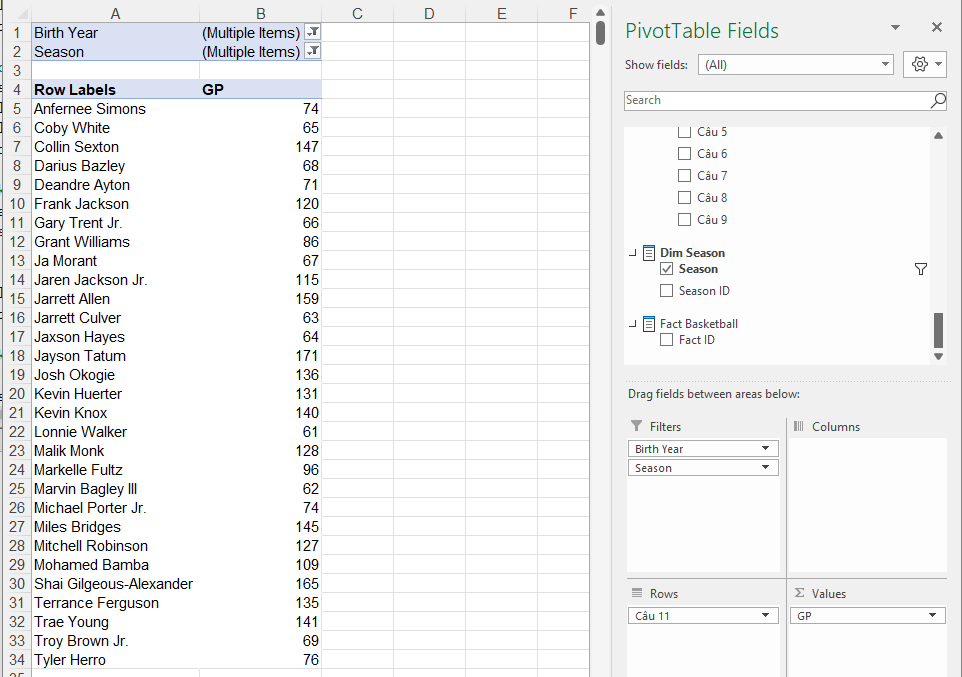 A B C D E F
1 Birth Year (Multiple Items)
2 Season (Multiple Items)
3
4 Row Labels GP
5 Anfernee Simons 74
6 Coby White 65
7 Collin Sexton 147
8 Darius Bazley 68
9 Deandre Ayton 71
10 Frank Jackson 120
11 Gary Trent Jr. 66
12 Grant Williams 86
13 Ja Morant 67
14 Jaren Jackson Jr. 115
15 Jarrett Allen 159
16 Jarrett Culver 63
17 Jaxson Hayes 64
18 Jayson Tatum 171
19 Josh Okogie 136
20 Kevin Huerter 131
21 Kevin Knox 140
22 Lonnie Walker 61
23 Malik Monk 128
24 Markelle Fultz 96
25 Marvin Bagley III 62
26 Michael Porter Jr. 74
27 Miles Bridges 145
28 Mitchell Robinson 127
29 Mohamed Bamba 109
30 Shai Gilgeous-Alexander 165
31 Terrance Ferguson 135
32 Trae Young 141
33 Troy Brown Jr. 69
34 Tyler Herro 76
PivotTable Fields
Show fields: (All)
Search
Câu 5
Câu 6
Câu 7
Câu 8
Câu 9
Dim Season
Season
Season ID
Fact Basketball
Fact ID
Drag fields between areas below:
Filters
Birth Year
Season
Columns
Rows
Câu 11
Σ Values
GP